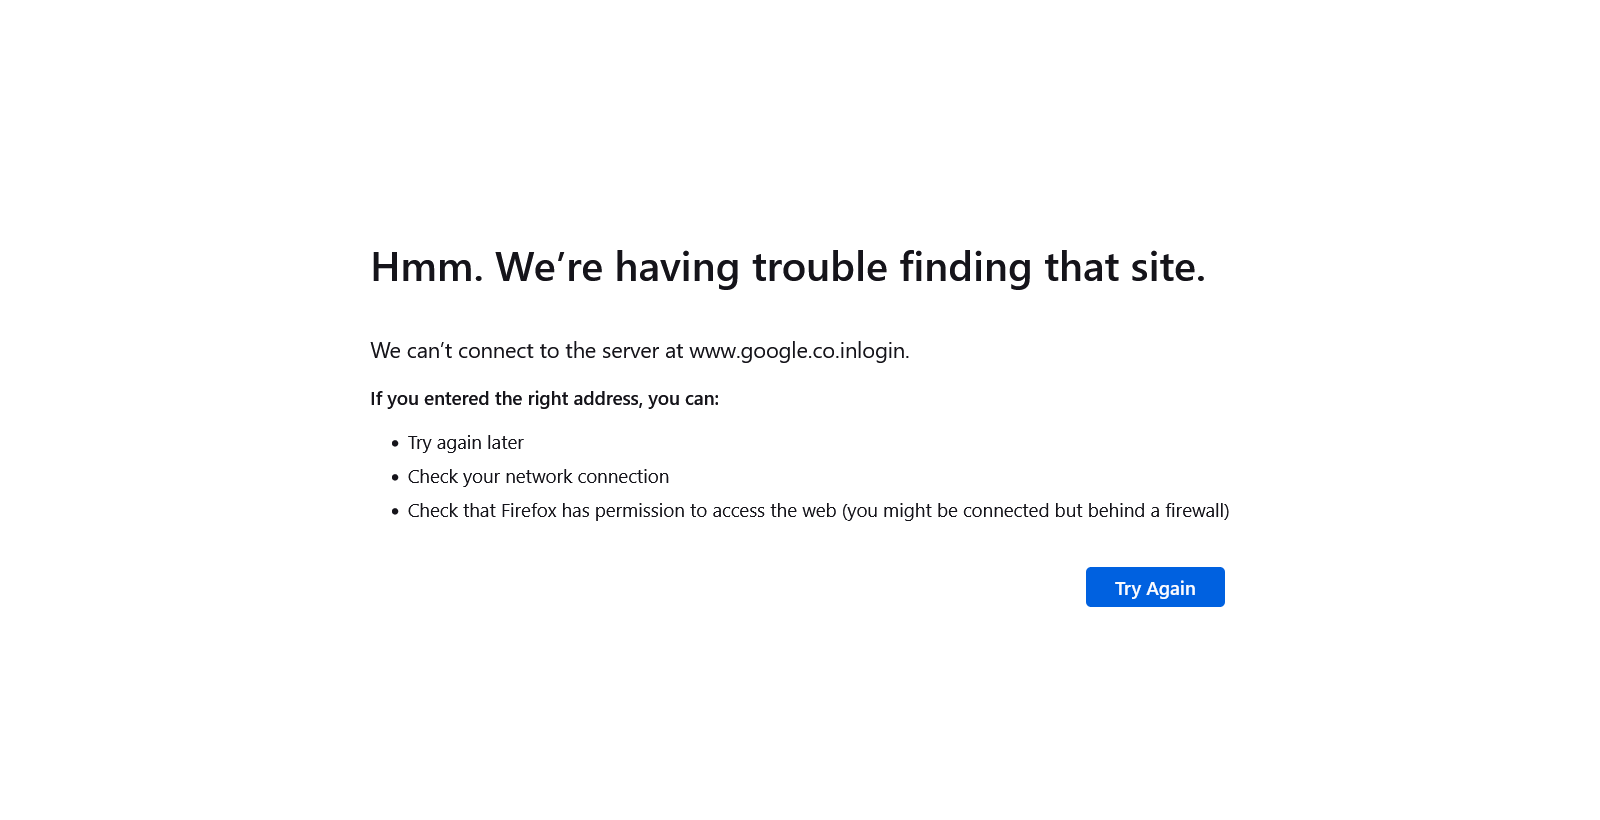 Hmm. We’re having trouble finding that site.
We can’t connect to the server at www.google.co.inlogin.
If you entered the right address, you can:
• Try again later
• Check your network connection
• Check that Firefox has permission to access the web (you might be connected but behind a firewall)
Try Again